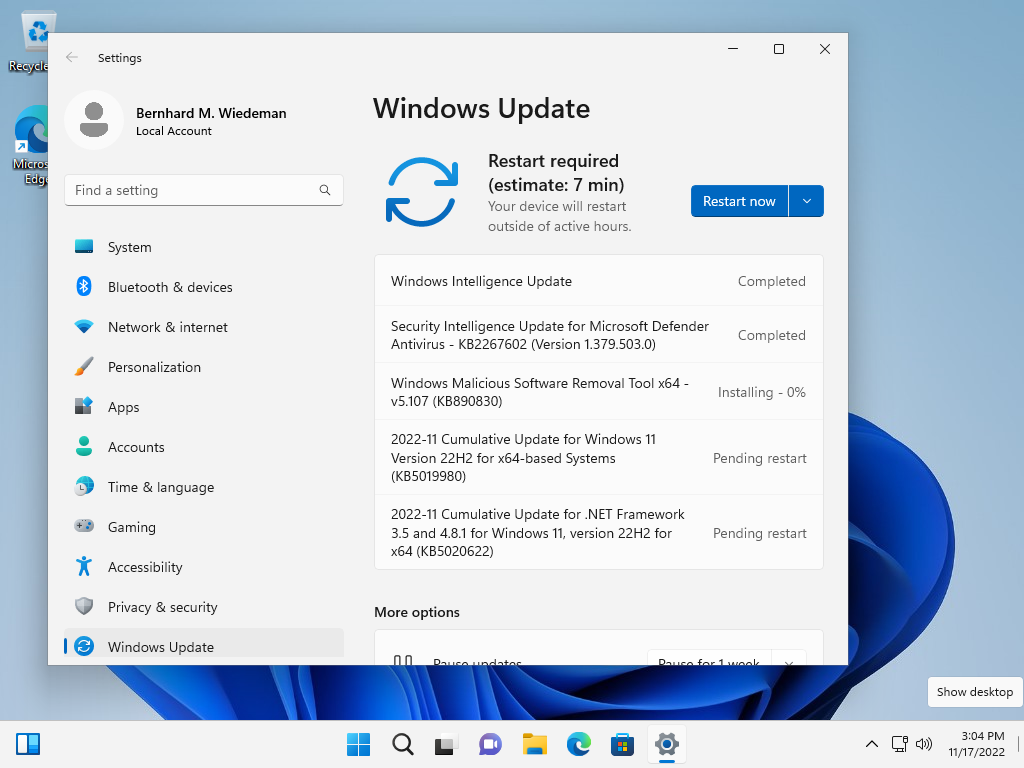 Recycle
Micros
Edge
Settings
Bernhard M. Wiedeman
Local Account
Find a setting
System
Bluetooth & devices
Network & internet
Personalization
Apps
Accounts
Time & language
Gaming
Accessibility
Privacy & security
Windows Update
Windows Update
Restart required
(estimate: 7 min)
Your device will restart
outside of active hours.
Restart now
Windows Intelligence Update
Completed
Security Intelligence Update for Microsoft Defender
Antivirus - KB2267602 (Version 1.379.503.0)
Completed
Windows Malicious Software Removal Tool x64 -
v5.107 (KB890830)
Installing - 0%
2022-11 Cumulative Update for Windows 11
Version 22H2 for x64-based Systems
(KB5019980)
Pending restart
2022-11 Cumulative Update for .NET Framework
3.5 and 4.8.1 for Windows 11, version 22H2 for
x64 (KB5020622)
Pending restart
More options
Pause updates
Pause for 1 week
Show desktop
3:04 PM
11/17/2022